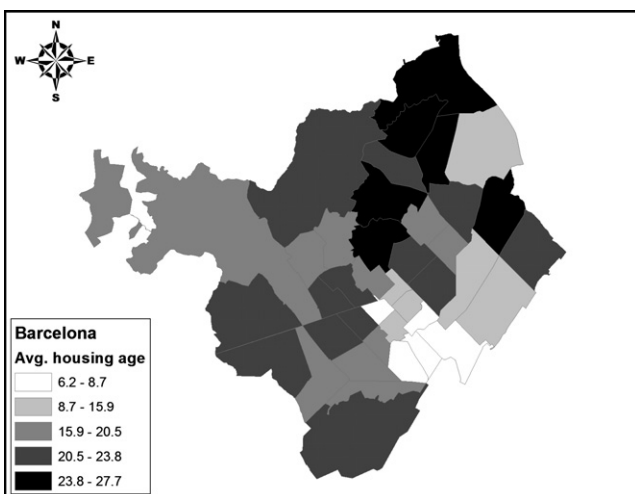 N
W E
S
Barcelona
Avg. housing age
6.2 - 8.7
8.7 - 15.9
15.9 - 20.5
20.5 - 23.8
23.8 - 27.7